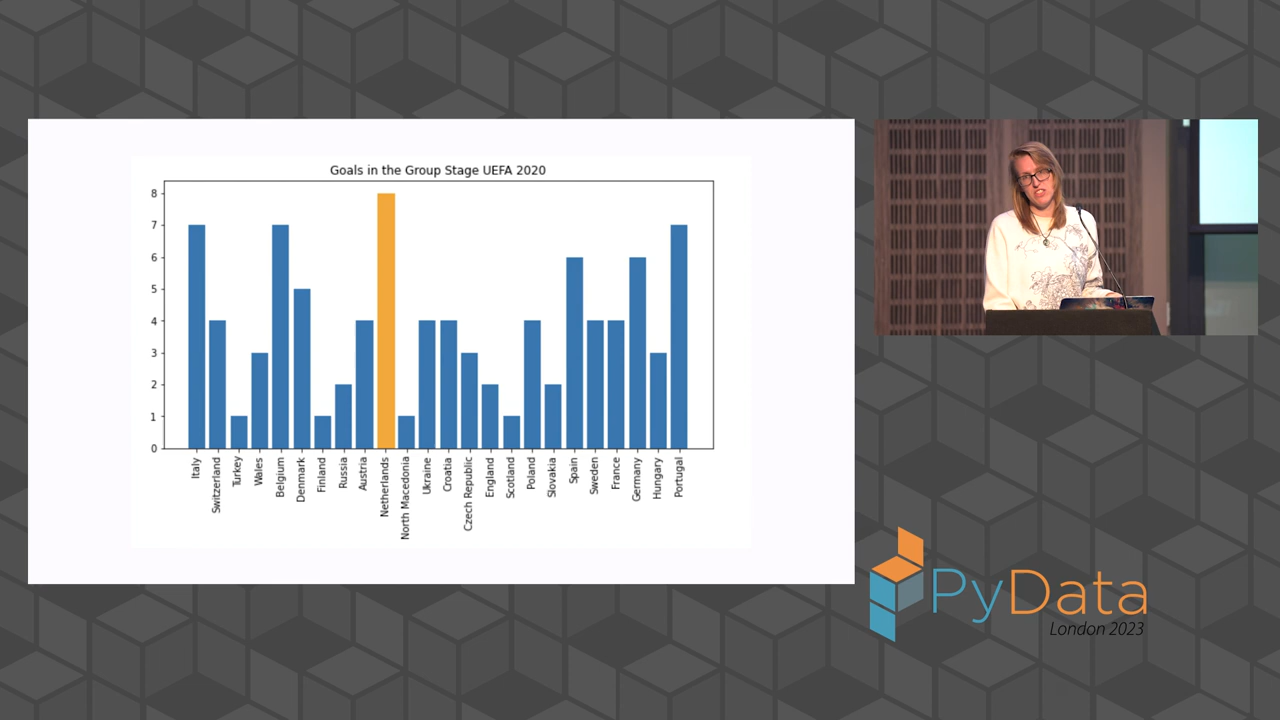 Goals in the Group Stage UEFA 2020
8
7
6
5
4
3
2
1
0
Italy
Switzerland
Turkey
Wales
Belgium
Denmark
Finland
Russia
Austria
Netherlands
North Macedonia
Ukraine
Croatia
Czech Republic
England
Scotland
Poland
Slovakia
Spain
Sweden
France
Germany
Hungary
Portugal
PyData
London 2023